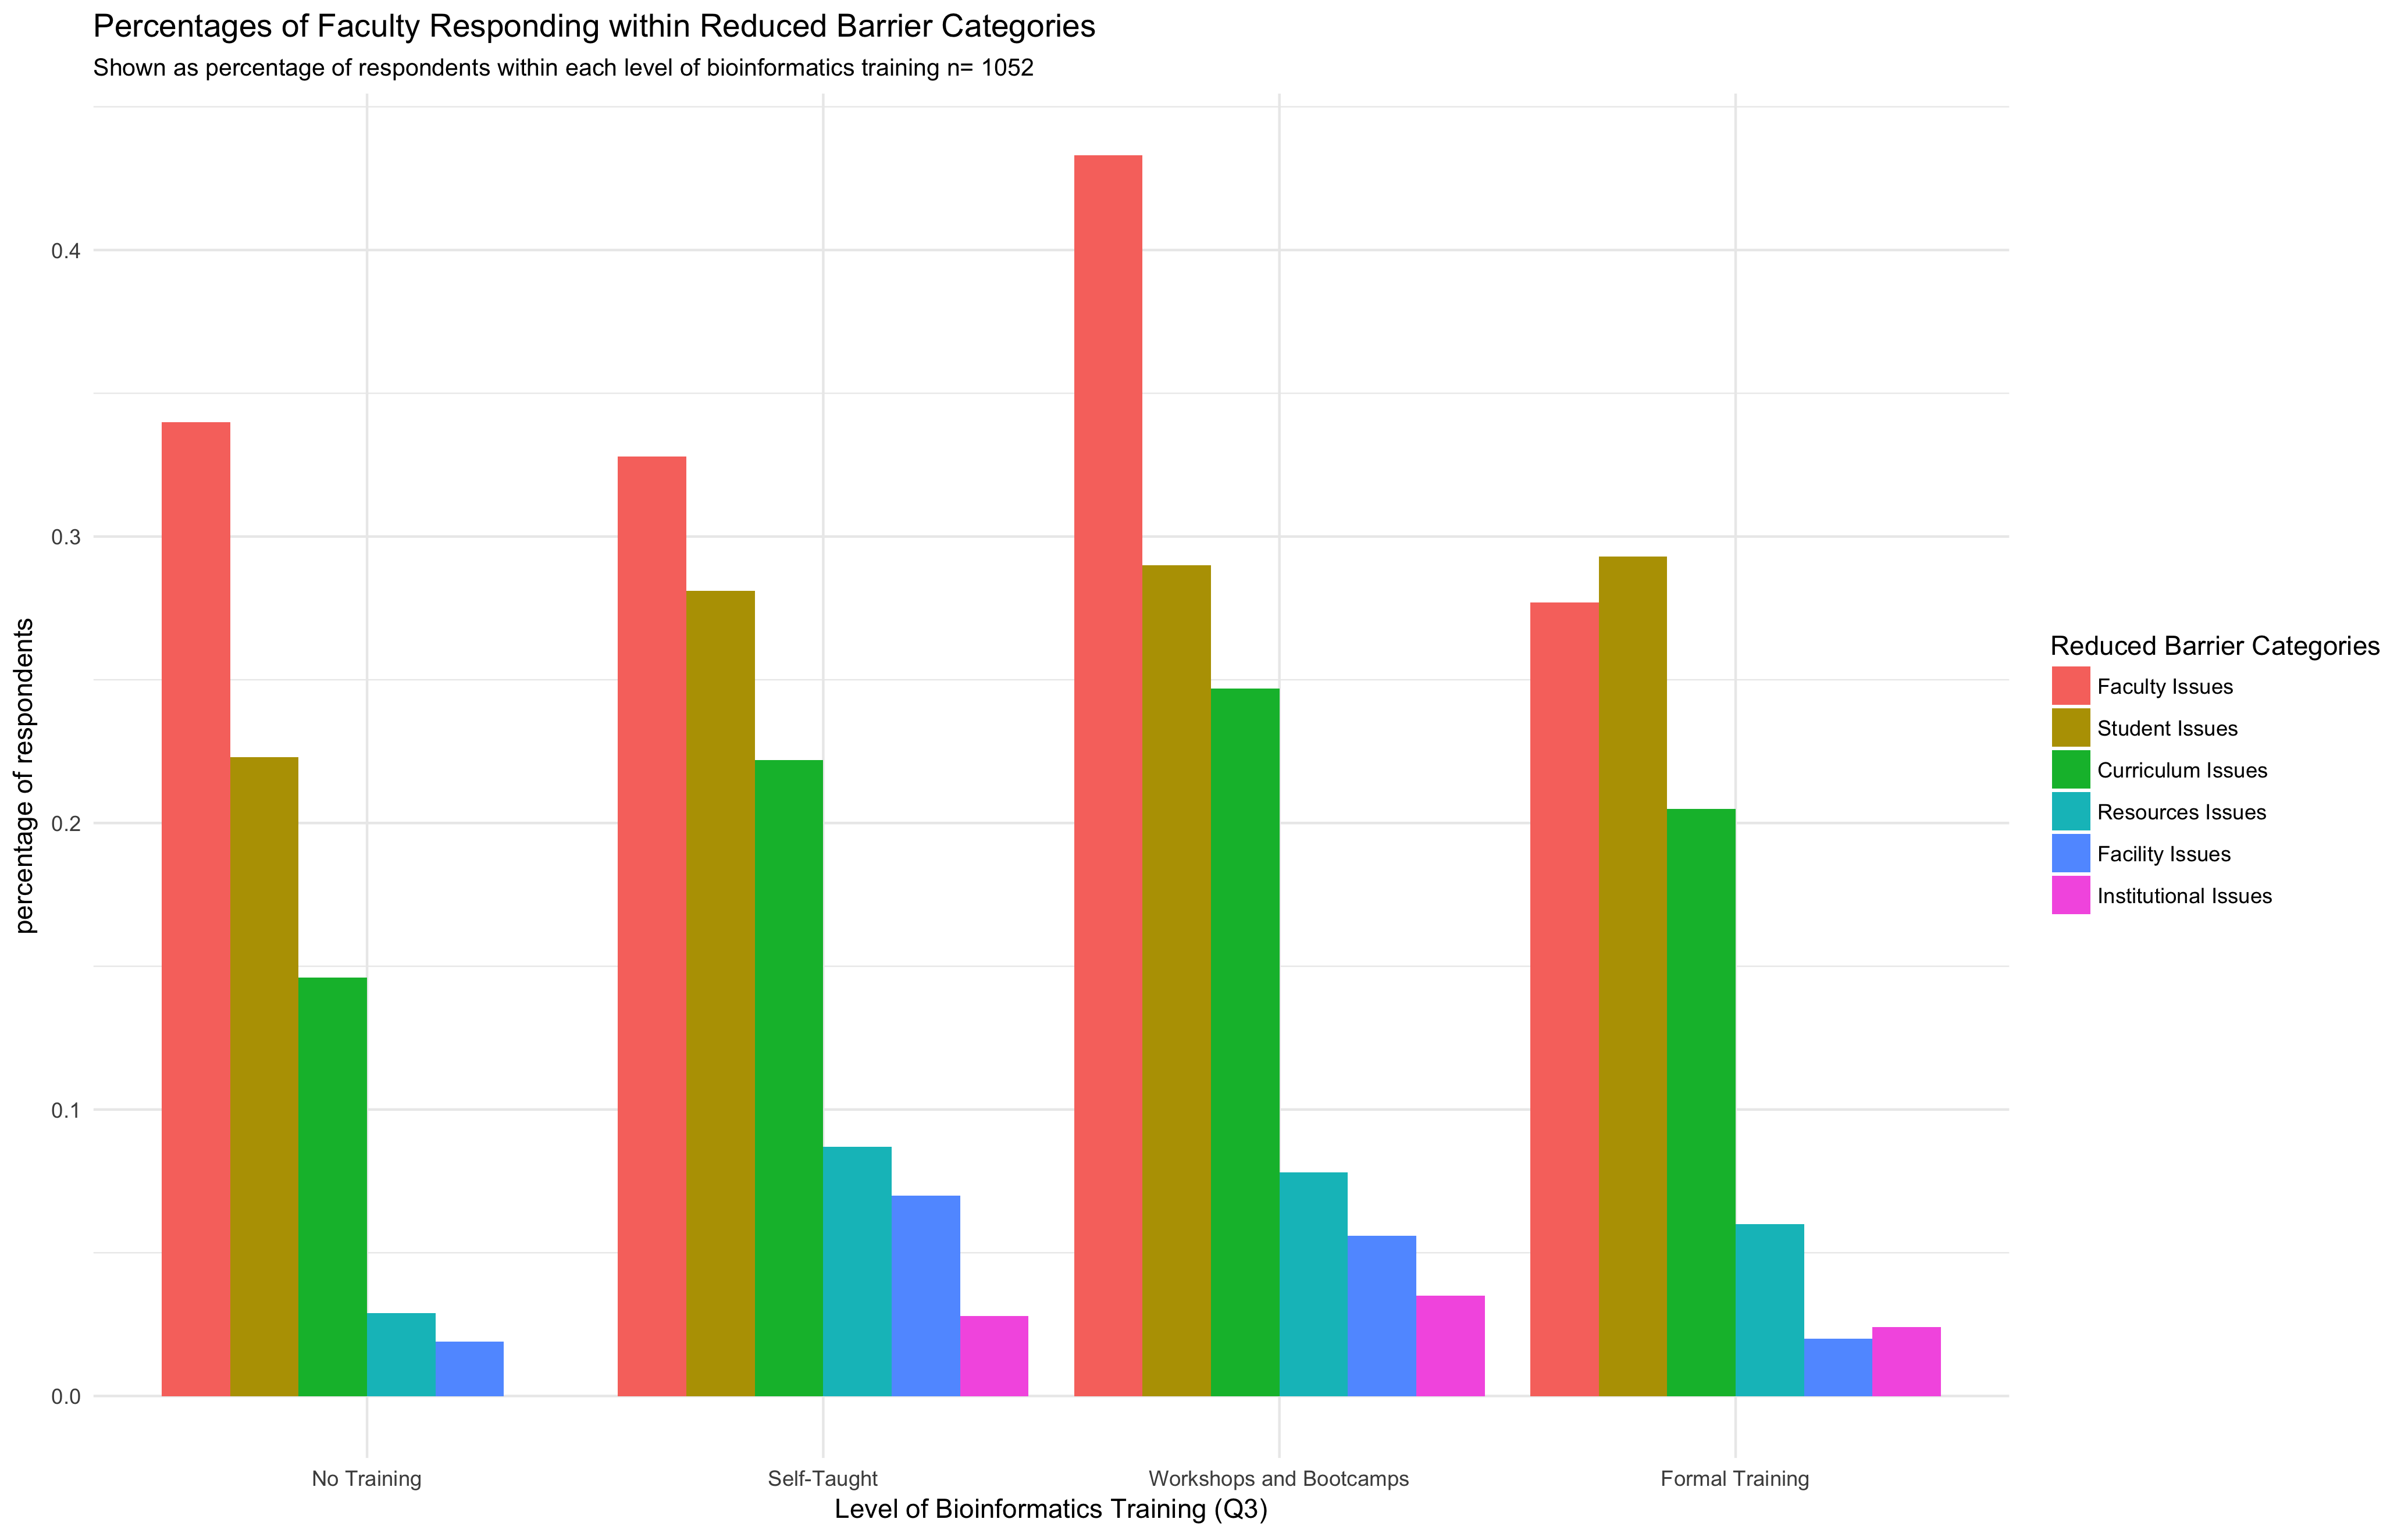 Percentages of Faculty Responding within Reduced Barrier Categories
Shown as percentage of respondents within each level of bioinformatics training n= 1052
percentage of respondents
0.4
0.3
0.2
0.1
0.0
No Training
Self-Taught
Workshops and Bootcamps
Formal Training
Level of Bioinformatics Training (Q3)
Reduced Barrier Categories
Faculty Issues
Student Issues
Curriculum Issues
Resources Issues
Facility Issues
Institutional Issues